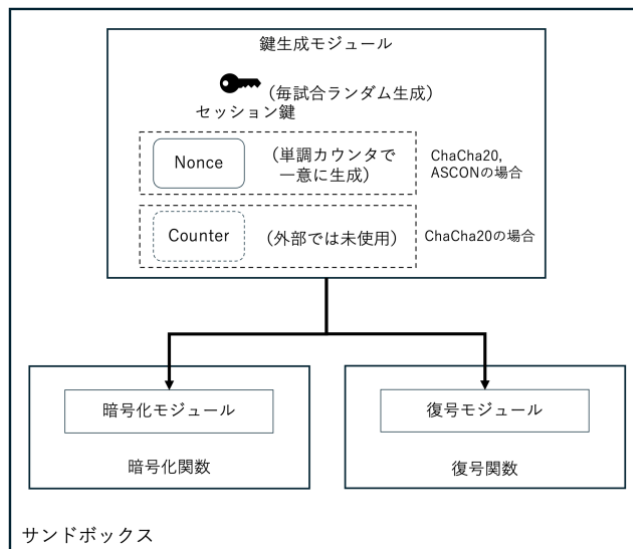 鍵生成モジュール
(毎試合ランダム生成)
セッション鍵
Nonce
(単調カウンタで
一意に生成)
ChaCha20,
ASCONの場合
Counter
(外部では未使用)
ChaCha20の場合
暗号化モジュール
暗号化関数
復号モジュール
復号関数
サンドボックス